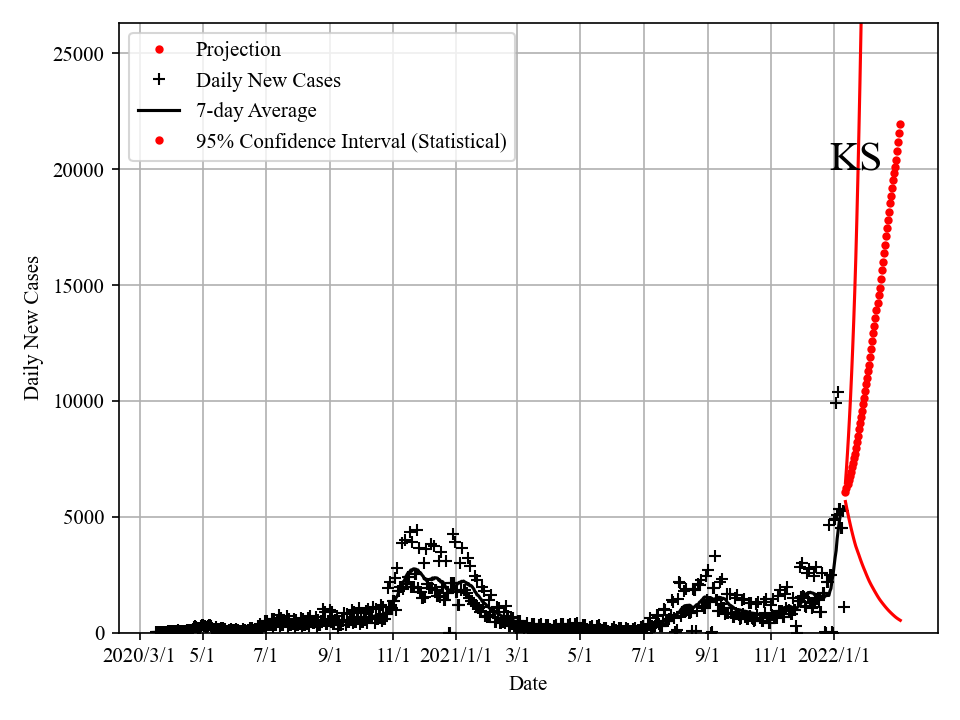 25000
20000
15000
10000
5000
0
Daily New Cases
Projection
Daily New Cases
7-day Average
95% Confidence Interval (Statistical)
KS
2020/3/1 5/1 7/1 9/1 11/1 2021/1/1 3/1 5/1 7/1 9/1 11/1 2022/1/1
Date